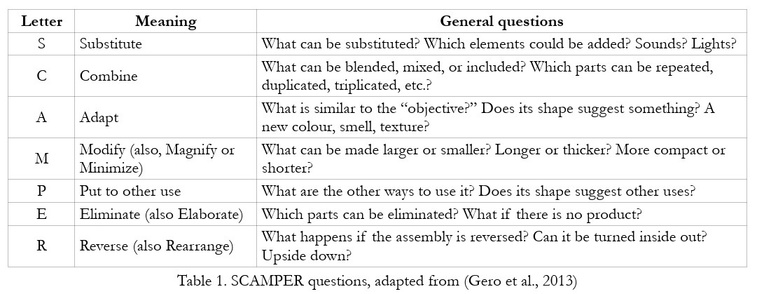 Letter Meaning General questions
S Substitute What can be substituted? Which elements could be added? Sounds? Lights?
C Combine What can be blended, mixed, or included? Which parts can be repeated,
duplicated, triplicated, etc.?
A Adapt What is similar to the “objective?” Does its shape suggest something? A
new colour, smell, texture?
M Modify (also, Magnify or
Minimize) What can be made larger or smaller? Longer or thicker? More compact or
shorter?
P Put to other use What are the other ways to use it? Does its shape suggest other uses?
E Eliminate (also Elaborate) Which parts can be eliminated? What if there is no product?
R Reverse (also Rearrange) What happens if the assembly is reversed? Can it be turned inside out?
Upside down?
Table 1. SCAMPER questions, adapted from (Gero et al., 2013)